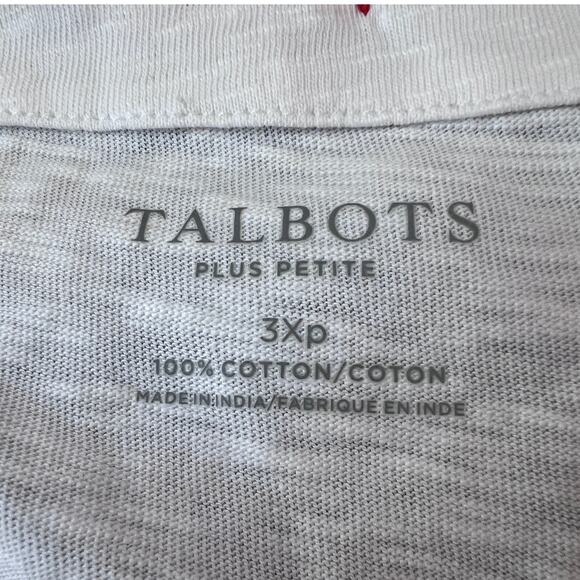 TALBOTS
PLUS PETITE
3Xp
100% COTTON/COTON
MADE IN INDIA/FABRIQUE EN INDE